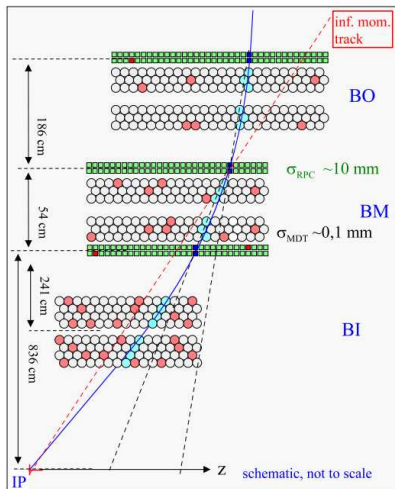 inf. mom.
track
BO
186 cm
σRPC ~10 mm
BM
54 cm
σMDT ~0,1 mm
241 cm
BI
836 cm
IP
Z
schematic, not to scale